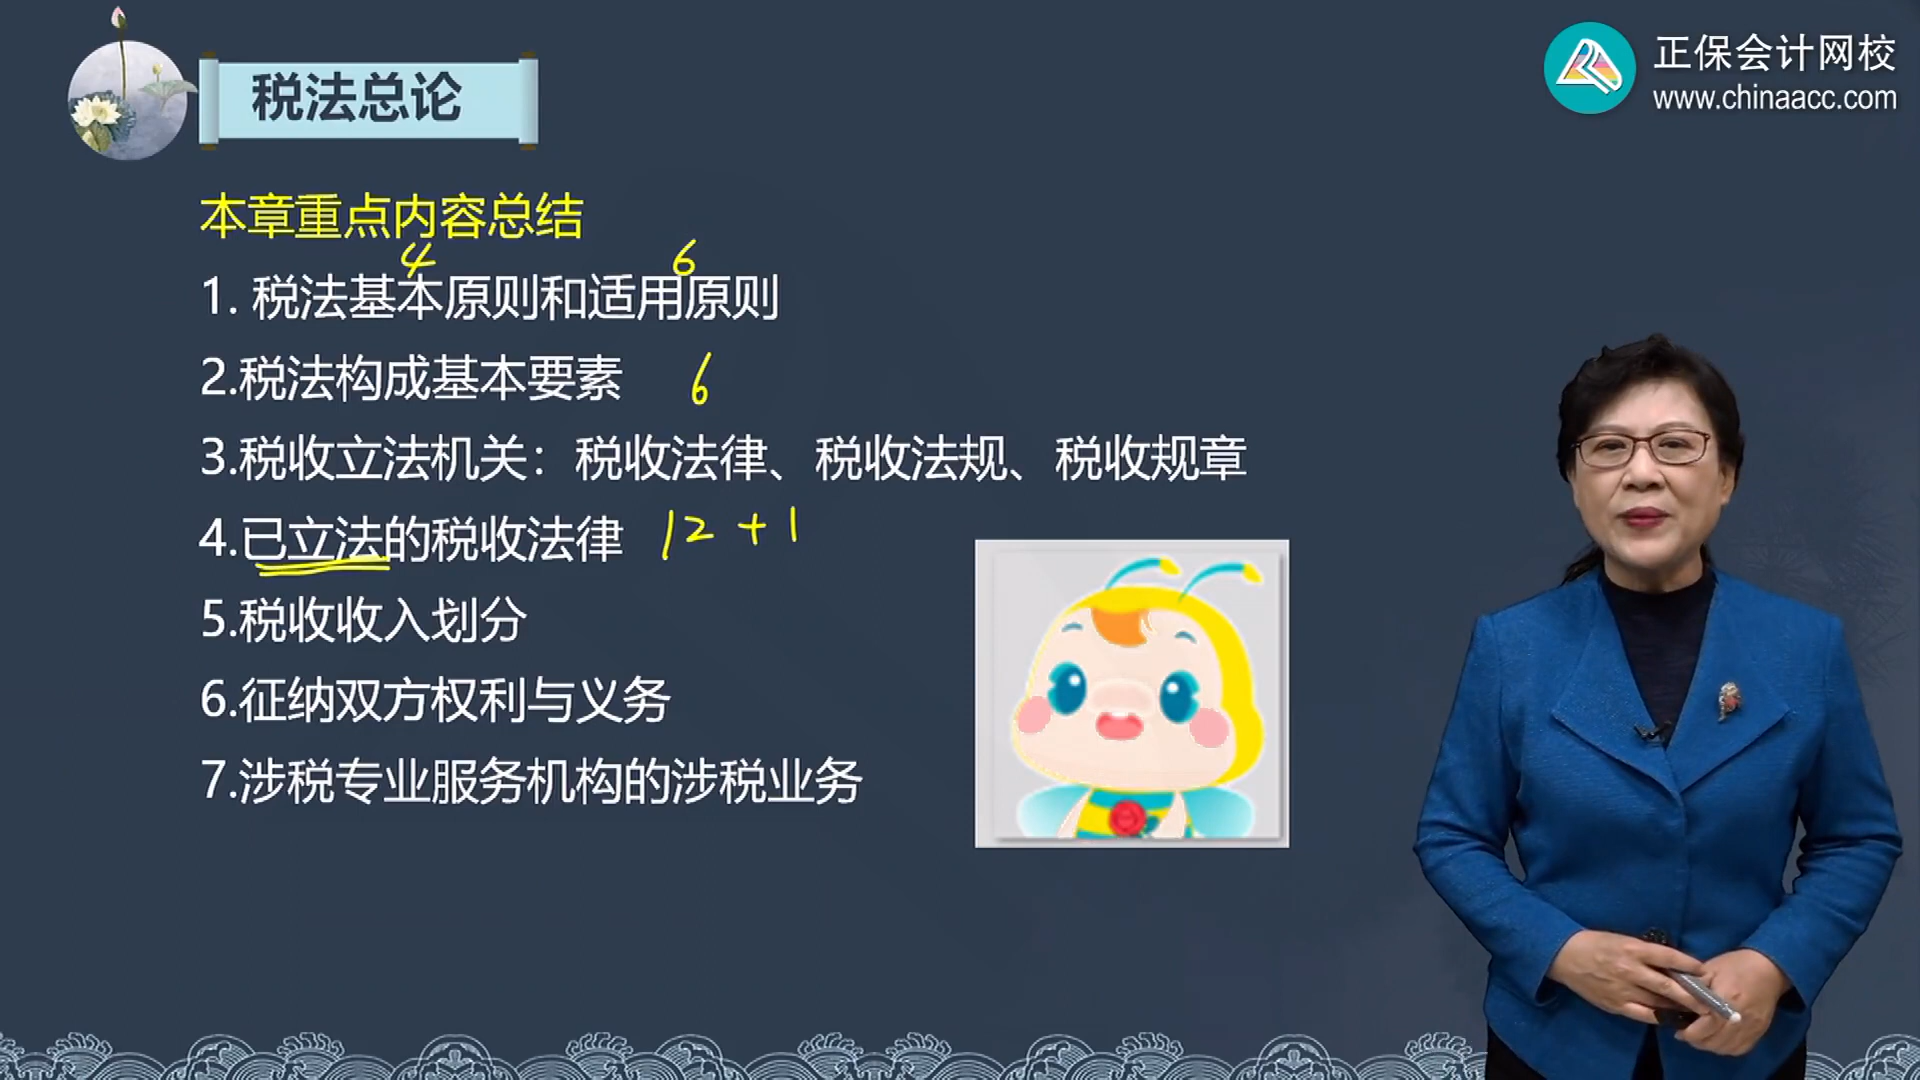 税法总论
正保会计网校
www.chinaacc.com
本章重点内容总结
4 6
1. 税法基本原则和适用原则
2.税法构成基本要素 6
3.税收立法机关：税收法律、税收法规、税收规章
4.已立法的税收法律 12 + 1
5.税收收入划分
6.征纳双方权利与义务
7.涉税专业服务机构的涉税业务